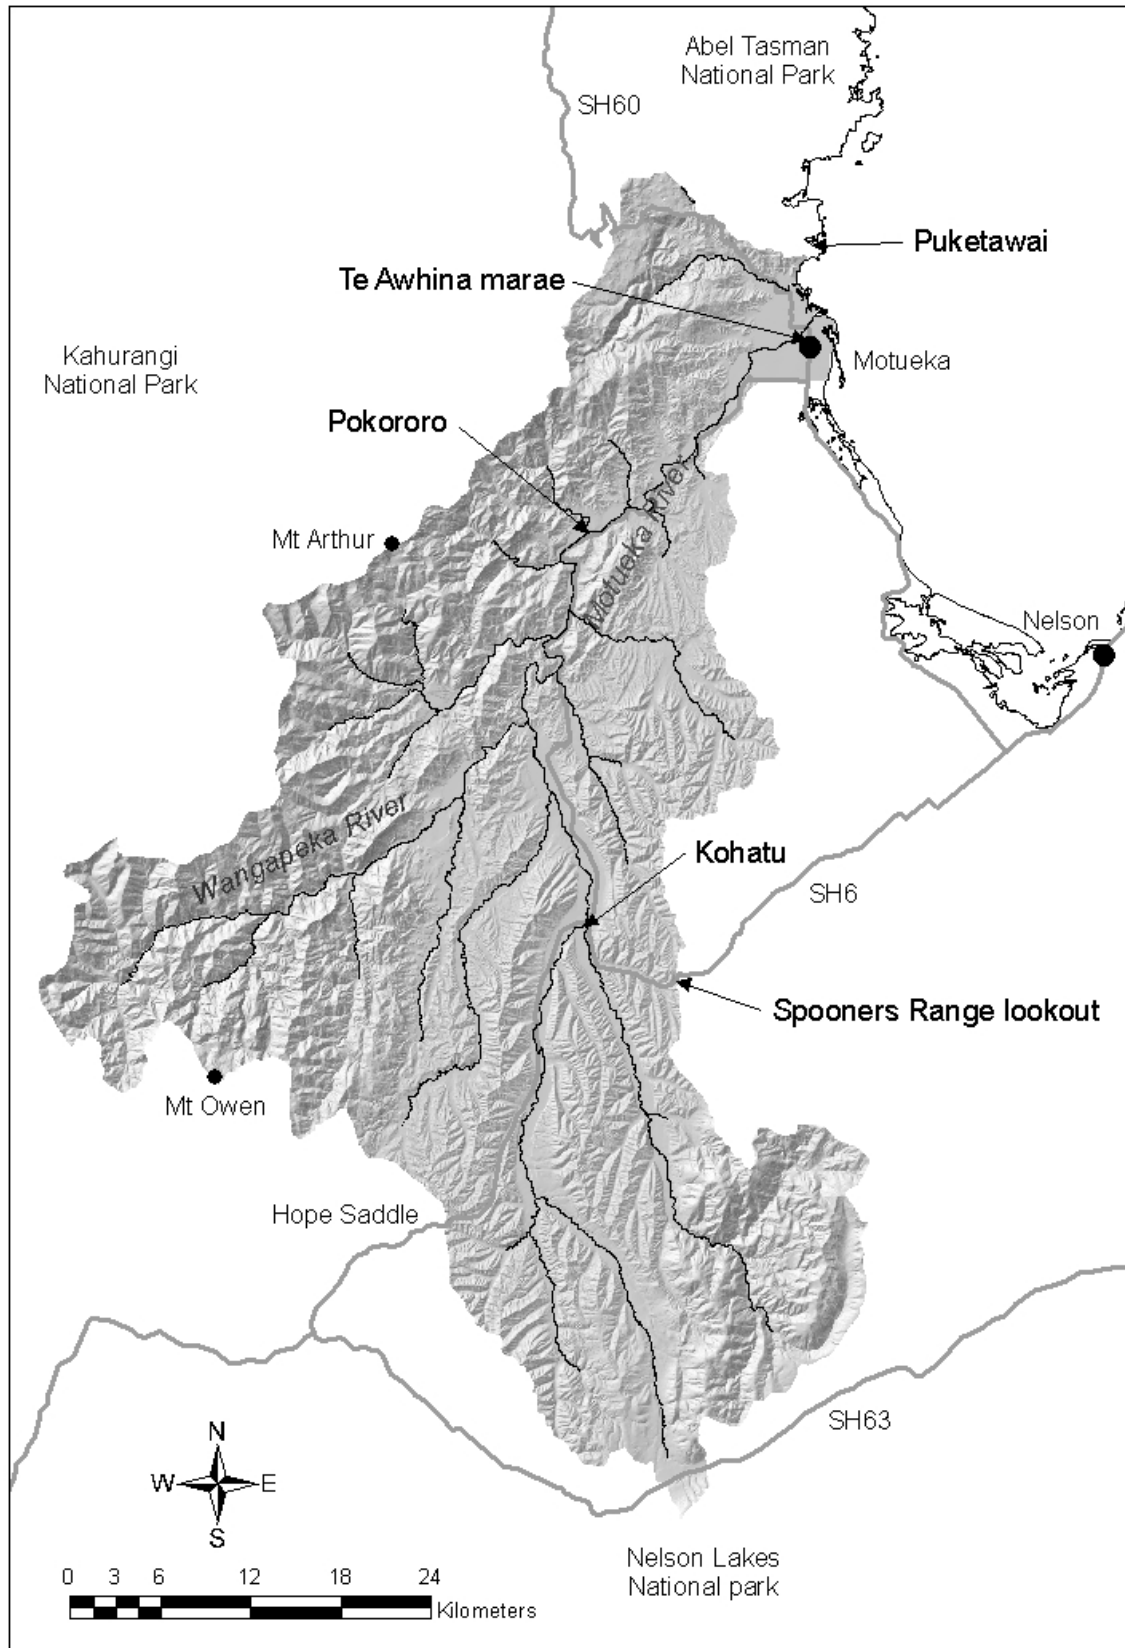 Abel Tasman
National Park
SH60
Puketawai
Te Awhina marae
Kahurangi
National Park
Motueka
Pokororo
Motueka River
Mt Arthur
Nelson
Wangapeka River
Kohatu
SH6
Spooners Range lookout
Mt Owen
Hope Saddle
SH63
N
W E
S
Nelson Lakes
National park
0 3 6 12 18 24
Kilometers